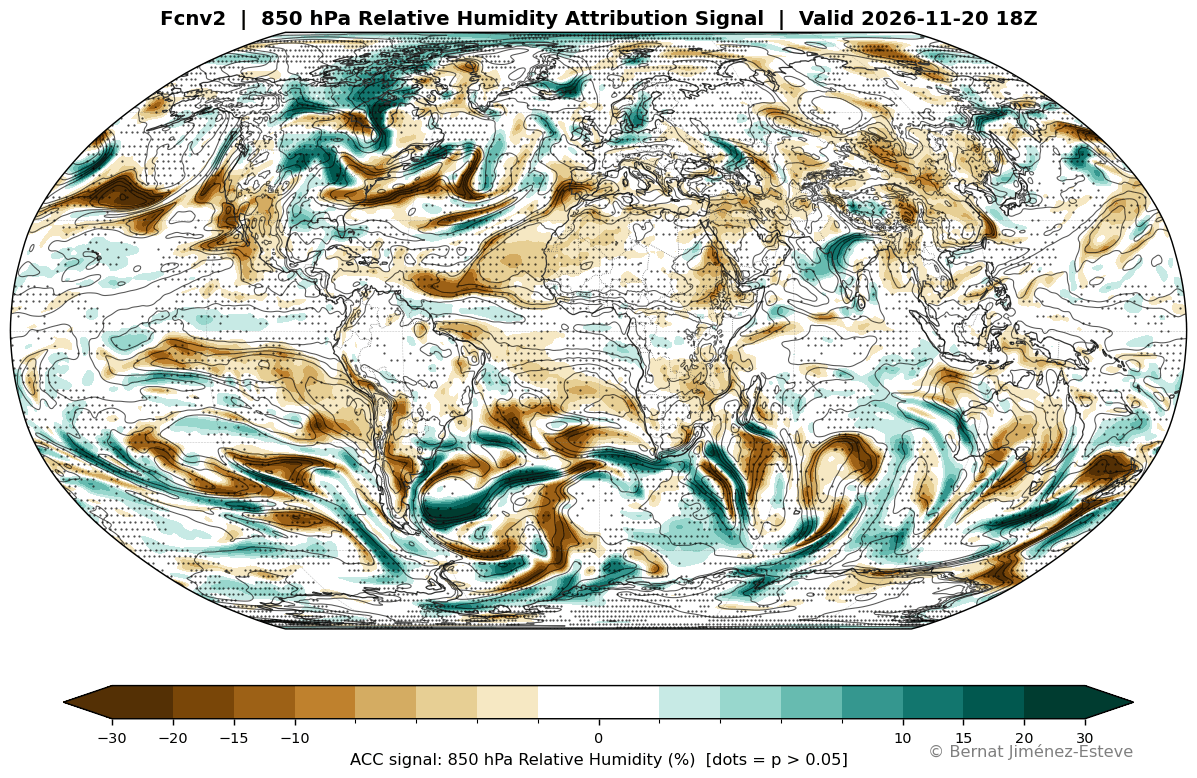 Fcnv2  |  850 hPa Relative Humidity Attribution Signal  |  Valid 2026-11-20 18Z
−30 −20 −15 −10 0 10 15 20 30
ACC signal: 850 hPa Relative Humidity (%)  [dots = p > 0.05]
© Bernat Jiménez-Esteve